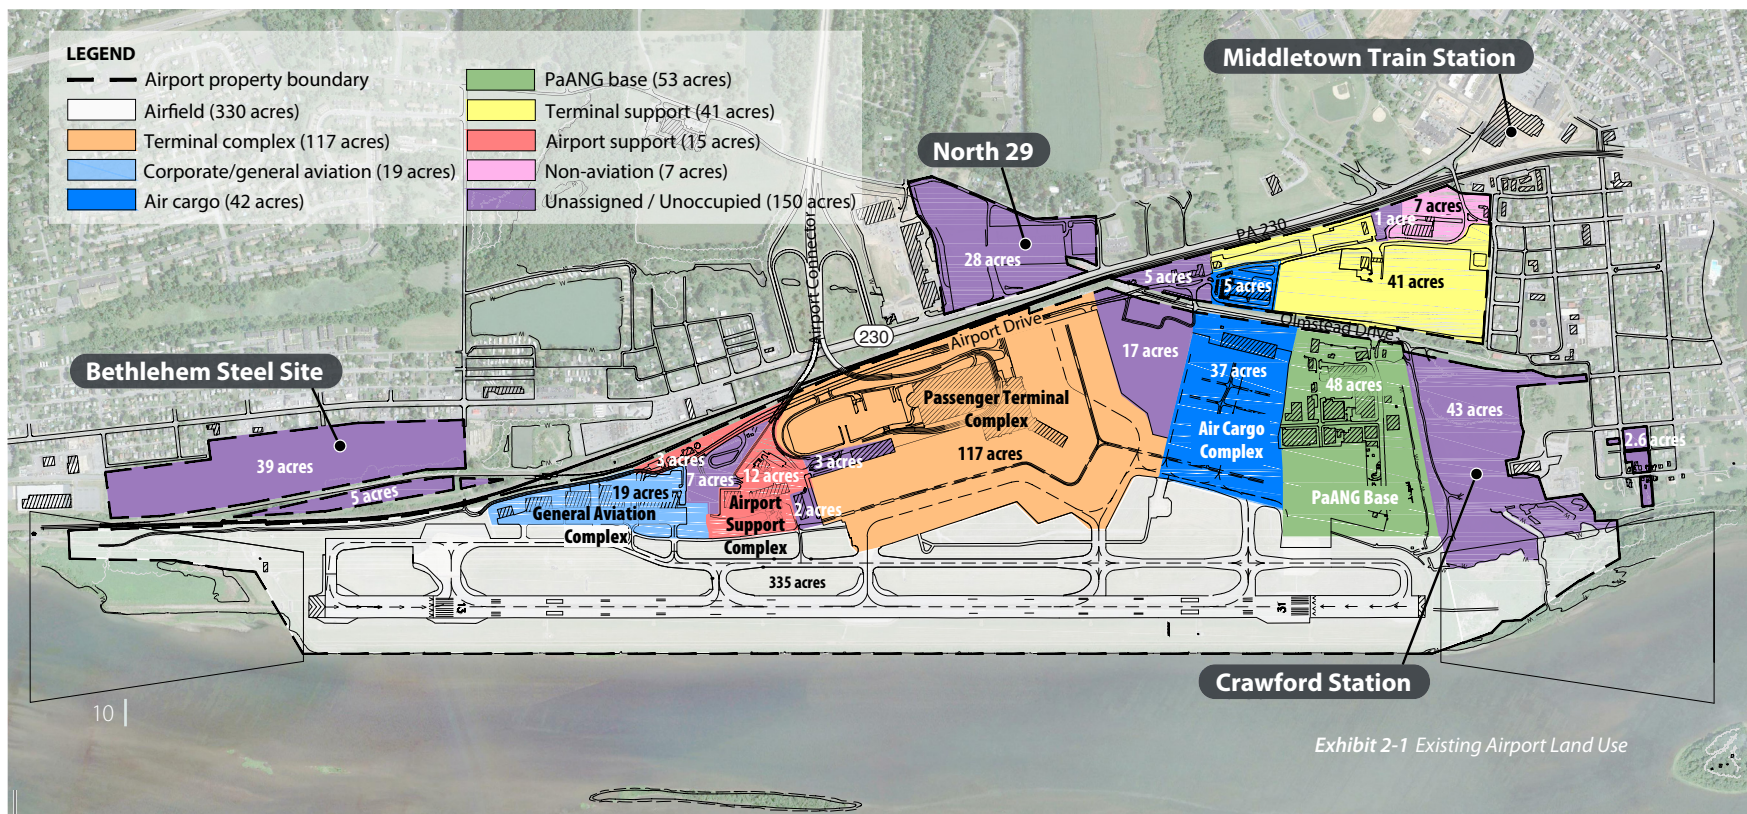 LEGEND
Airport property boundary
Airfield (330 acres)
Terminal complex (117 acres)
Corporate/general aviation (19 acres)
Air cargo (42 acres)
PaANG base (53 acres)
Terminal support (41 acres)
Airport support (15 acres)
Non-aviation (7 acres)
Unassigned / Unoccupied (150 acres)
Middletown Train Station
North 29
7 acres
1 acre
PA 230
28 acres
5 acres
5 acres
41 acres
Airport Connector
230
Airport Drive
Olmstead Drive
Bethlehem Steel Site
17 acres
37 acres
48 acres
43 acres
Passenger Terminal
Complex
117 acres
Air Cargo
Complex
2.6 acres
39 acres
5 acres
3 acres
3 acres
7 acres
12 acres
19 acres
General Aviation
Complex
Airport
Support
Complex
2 acres
PaANG Base
335 acres
13
31
Crawford Station
10
Exhibit 2-1 Existing Airport Land Use